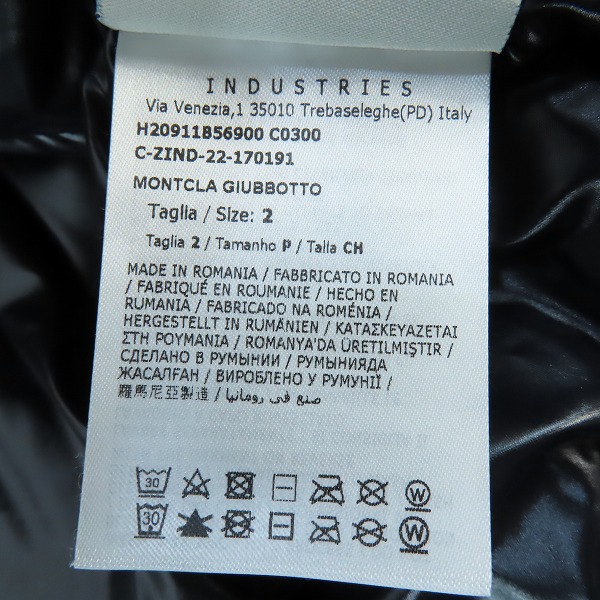 INDUSTRIES
Via Venezia,1 35010 Trebaseleghe(PD) Italy
H20911B56900 C0300
C-ZIND-22-170191
MONTCLA GIUBBOTTO
Taglia / Size: 2
Taglia 2 / Tamanho P / Talla CH
MADE IN ROMANIA / FABBRICATO IN ROMANIA
/ FABRIQUÉ EN ROUMANIE / HECHO EN
RUMANIA / FABRICADO NA ROMÉNIA /
HERGESTELLT IN RUMÄNIEN / ΚΑΤΑΣΚΕΥΑΖΕΤΑΙ
ΣΤΗ ΡΟΥΜΑΝΙΑ / ROMANYA'DA ÜRETILMIŞTIR /
СДЕЛАНО В РУМЫНИИ / РУМЫНИЯДА
ЖАСАЛҒАН / ВИРОБЛЕНО У РУМУНІЇ /
羅馬尼亞製造 / صنع في رومانيا
30 W
30 W